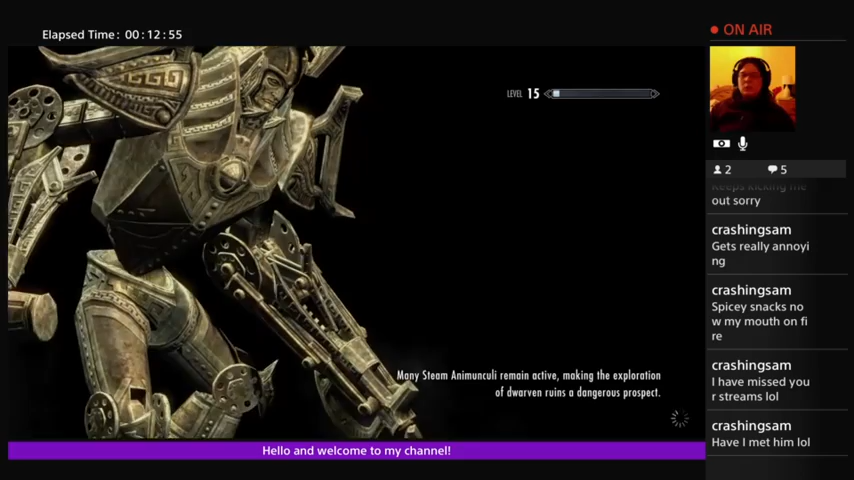 Elapsed Time: 00:12:55
ON AIR
LEVEL 15
2
5
Keeps kicking me
out sorry
crashingsam
Gets really annoyi
ng
crashingsam
Spicey snacks no
w my mouth on fi
re
crashingsam
I have missed you
r streams lol
crashingsam
Have I met him lol
Many Steam Animunculi remain active, making the exploration
of dwarven ruins a dangerous prospect.
Hello and welcome to my channel!